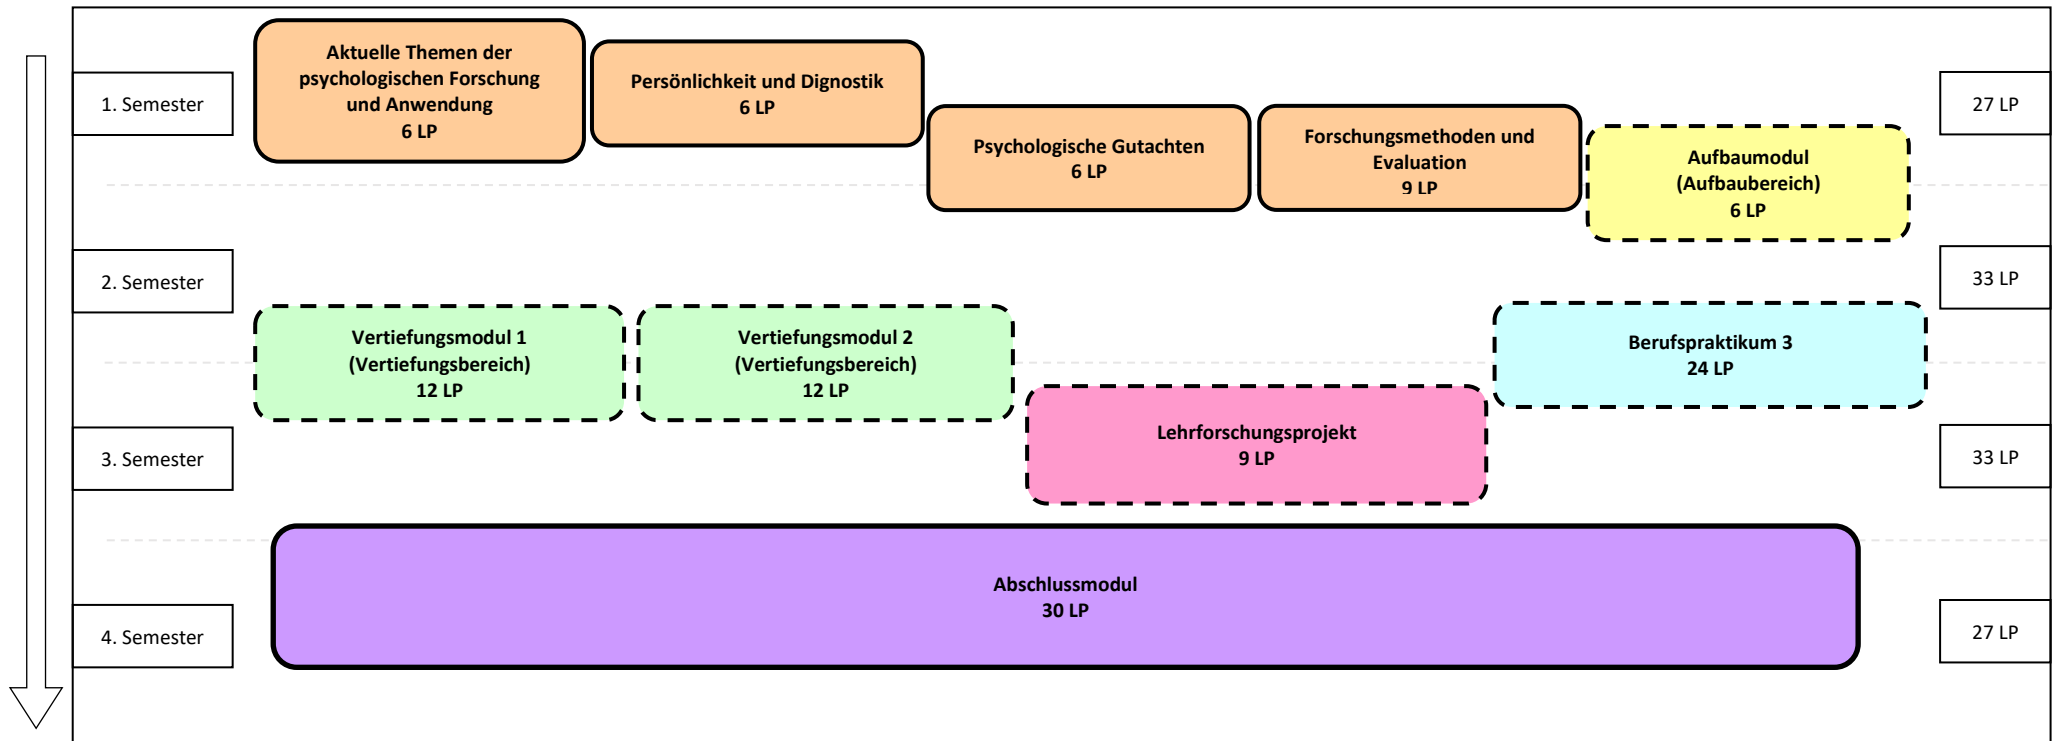 1. Semester
Aktuelle Themen der
psychologischen Forschung
und Anwendung
6 LP
Persönlichkeit und Dignostik
6 LP
Psychologische Gutachten
6 LP
Forschungsmethoden und
Evaluation
9 LP
Aufbaumodul
(Aufbaubereich)
6 LP
27 LP
2. Semester
33 LP
Vertiefungsmodul 1
(Vertiefungsbereich)
12 LP
Vertiefungsmodul 2
(Vertiefungsbereich)
12 LP
Berufspraktikum 3
24 LP
3. Semester
Lehrforschungsprojekt
9 LP
33 LP
4. Semester
Abschlussmodul
30 LP
27 LP